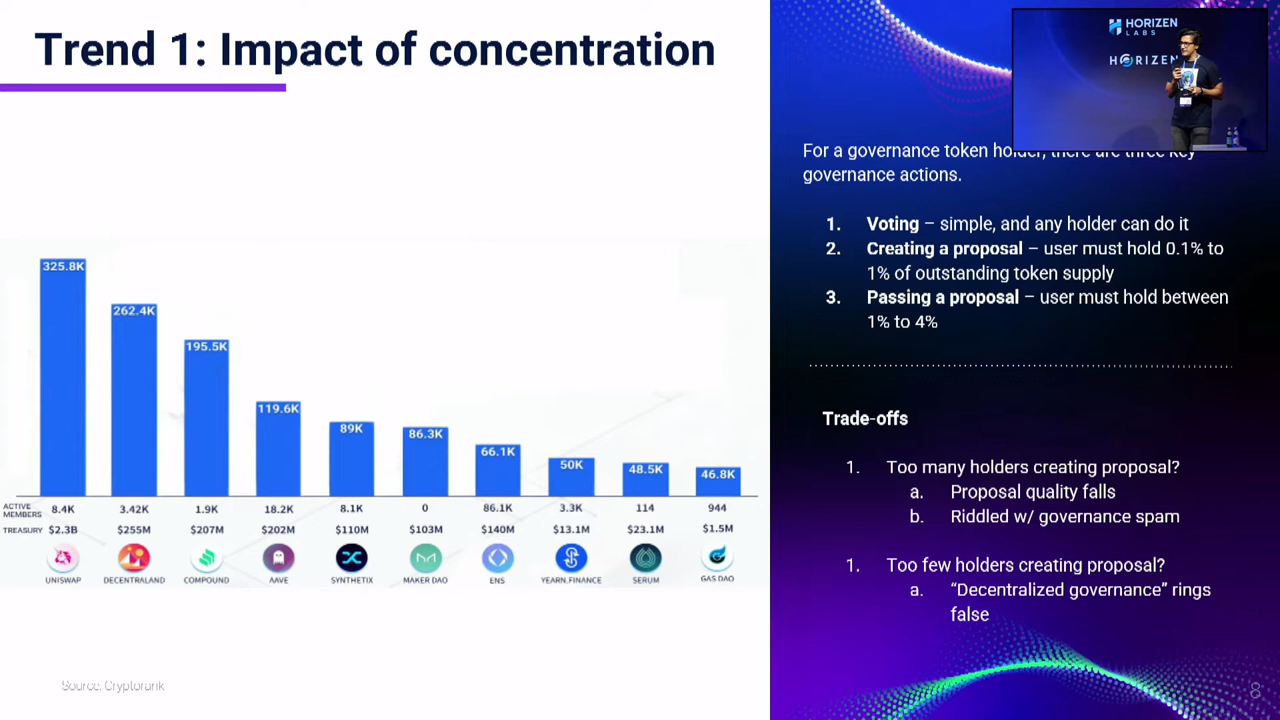 Trend 1: Impact of concentration
HORIZEN
LABS
HORIZEN
For a governance token holder, there are three key
governance actions.
1. Voting – simple, and any holder can do it
2. Creating a proposal – user must hold 0.1% to
1% of outstanding token supply
3. Passing a proposal – user must hold between
1% to 4%
Trade-offs
1. Too many holders creating proposal?
a. Proposal quality falls
b. Riddled w/ governance spam
1. Too few holders creating proposal?
a. “Decentralized governance” rings
false
325.8K
262.4K
195.5K
119.6K
89K
86.3K
66.1K
50K
48.5K
46.8K
ACTIVE
MEMBERS 8.4K 3.42K 1.9K 18.2K 8.1K 0 86.1K 3.3K 114 944
TREASURY $2.3B $255M $207M $202M $110M $103M $140M $13.1M $23.1M $1.5M
UNISWAP DECENTRALAND COMPOUND AAVE SYNTHETIX MAKER DAO ENS YEARN.FINANCE SERUM GAS DAO
Source: Cryptorank
8